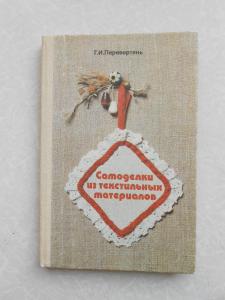 Г.И.Перевертень
Самоделки
из текстильных
материалов